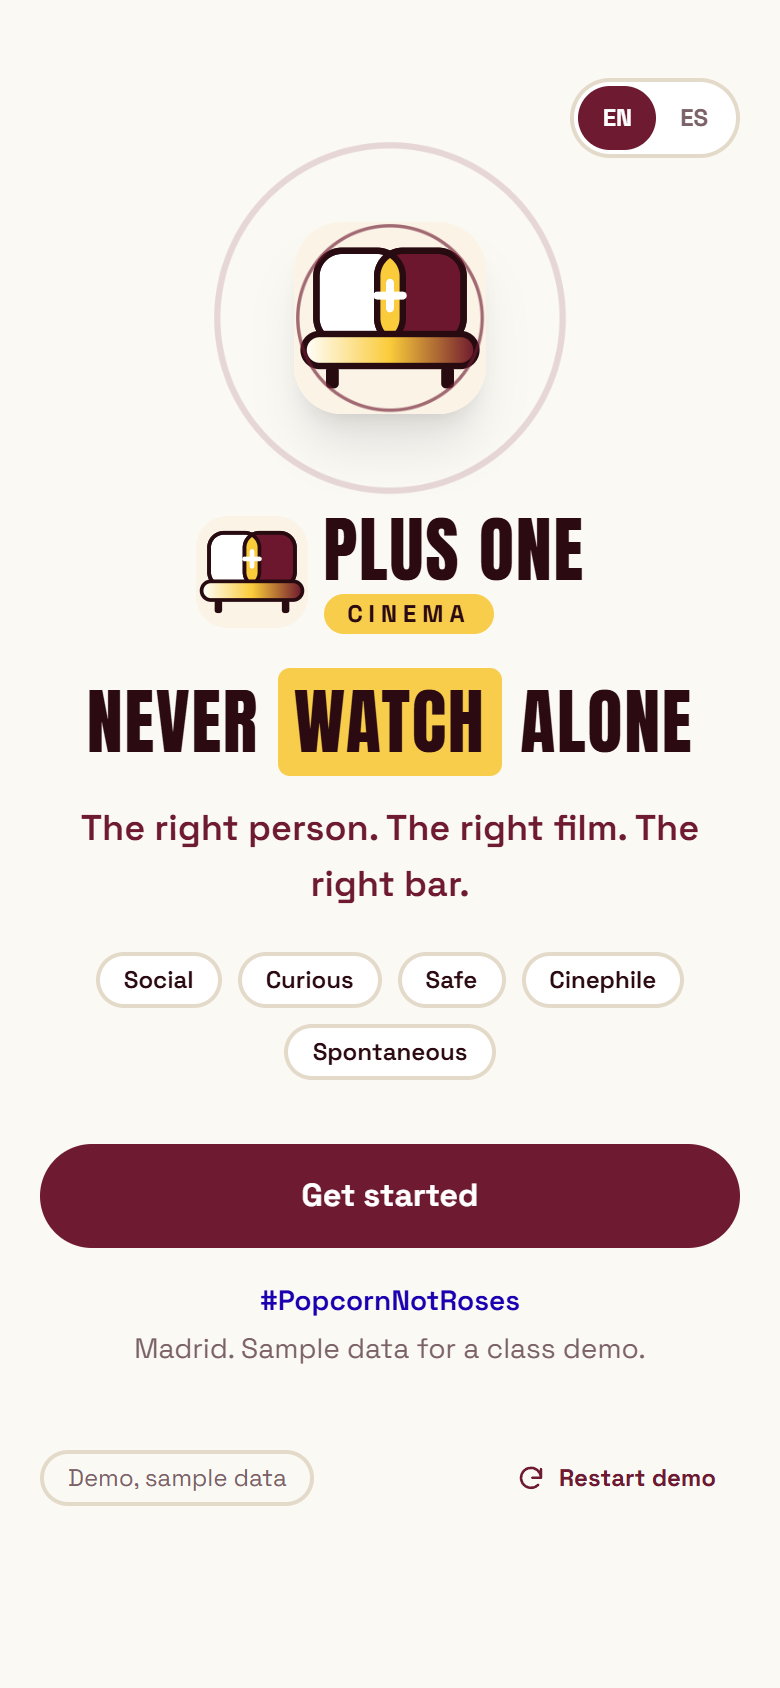 EN ES
PLUS ONE
CINEMA
NEVER WATCH ALONE
The right person. The right film. The
right bar.
Social Curious Safe Cinephile
Spontaneous
Get started
#PopcornNotRoses
Madrid. Sample data for a class demo.
Demo, sample data Restart demo